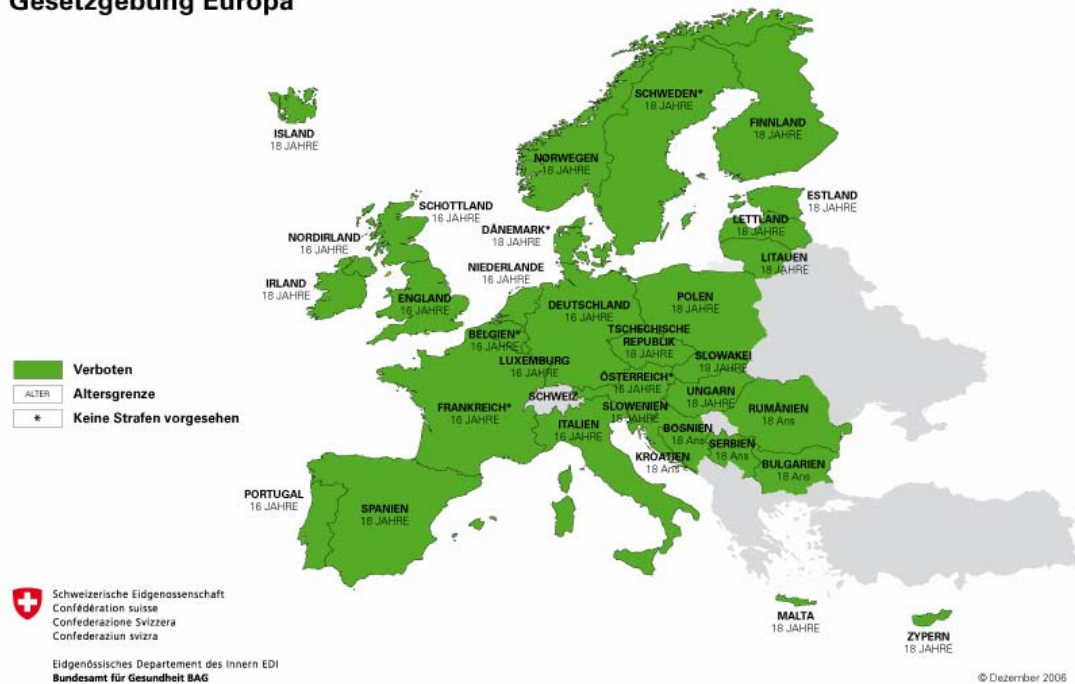 Gesetzgebung Europa
ISLAND
18 JAHRE
SCHWEDEN*
18 JAHRE
FINNLAND
18 JAHRE
NORWEGEN
18 JAHRE
ESTLAND
18 JAHRE
SCHOTTLAND
16 JAHRE
LETTLAND
18 JAHRE
DÄNEMARK*
18 JAHRE
NORDIRLAND
16 JAHRE
LITAUEN
18 JAHRE
NIEDERLANDE
16 JAHRE
IRLAND
18 JAHRE
ENGLAND
16 JAHRE
DEUTSCHLAND
16 JAHRE
POLEN
18 JAHRE
BELGIEN*
16 JAHRE
TSCHECHISCHE
REPUBLIK
18 JAHRE
LUXEMBURG
16 JAHRE
SLOWAKEI
18 JAHRE
ÖSTERREICH*
16 JAHRE
SCHWEIZ
UNGARN
18 JAHRE
FRANKREICH*
16 JAHRE
SLOWENIEN
18 JAHRE
RUMÄNIEN
18 Ans
ITALIEN
16 JAHRE
BOSNIEN
18 Ans
SERBIEN
18 Ans
KROATIEN
18 Ans
BULGARIEN
18 Ans
PORTUGAL
16 JAHRE
SPANIEN
18 JAHRE
MALTA
18 JAHRE
ZYPERN
18 JAHRE
Verboten
ALTER Altersgrenze
* Keine Strafen vorgesehen
Schweizerische Eidgenossenschaft
Confédération suisse
Confederazione Svizzera
Confederaziun svizra
Eidgenössisches Departement des Innern EDI
Bundesamt für Gesundheit BAG
© Dezember 2006